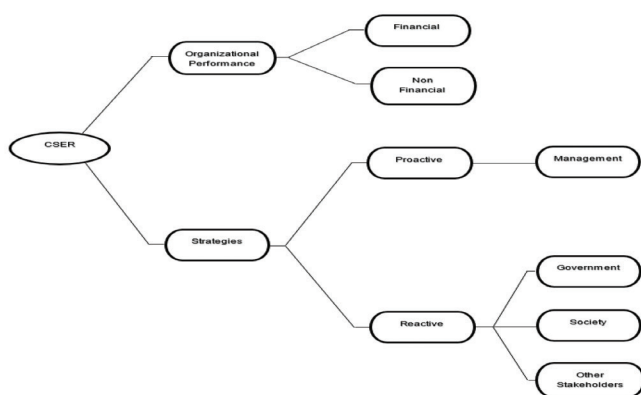 Financial
Organizational
Performance
Non
Financial
CSER
Proactive
Management
Strategies
Government
Reactive
Society
Other
Stakeholders